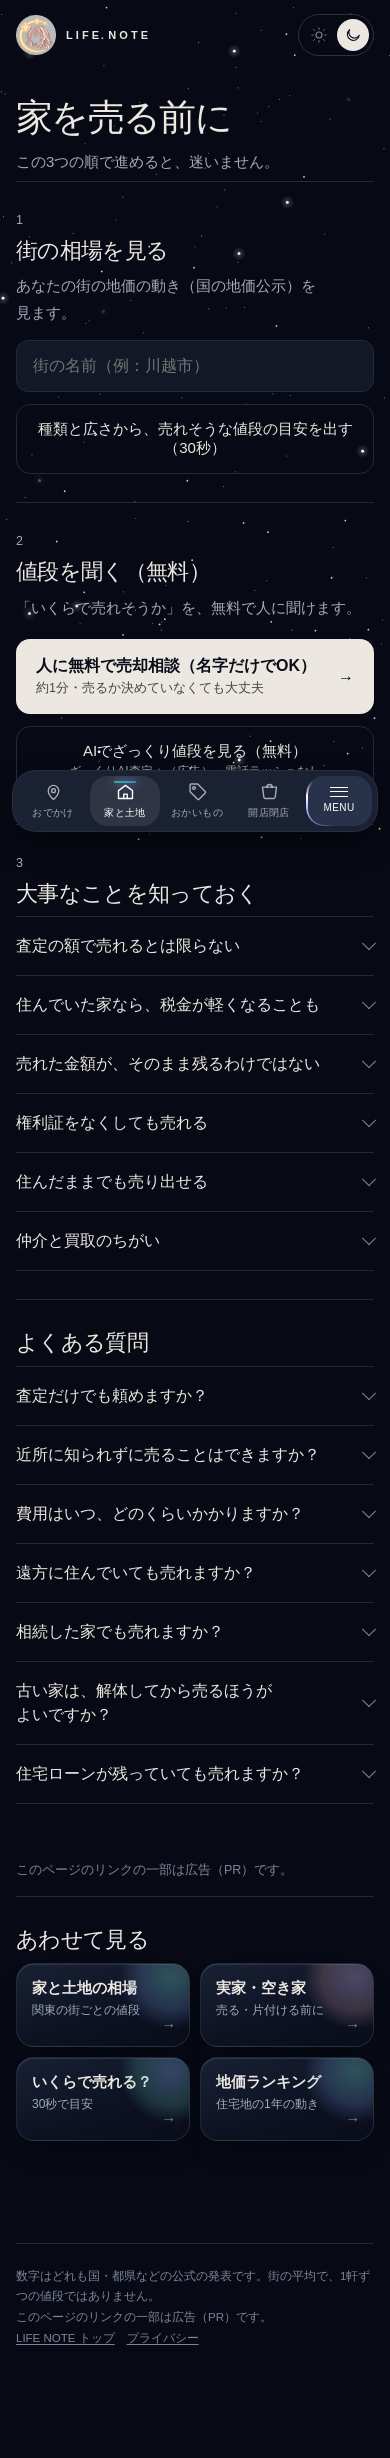 LIFE.NOTE
家を売る前に
この3つの順で進めると、迷いません。
1
街の相場を見る
あなたの街の地価の動き（国の地価公示）を
見ます。
街の名前（例：川越市）
種類と広さから、売れそうな値段の目安を出す
（30秒）
2
値段を聞く（無料）
「いくらで売れそうか」を、無料で人に聞けます。
人に無料で売却相談（名字だけでOK）
約1分・売るか決めていなくても大丈夫
→
AIでざっくり値段を見る（無料）
おでかけ
家と土地
おかいもの
開店閉店
MENU
3
大事なことを知っておく
査定の額で売れるとは限らない
住んでいた家なら、税金が軽くなることも
売れた金額が、そのまま残るわけではない
権利証をなくしても売れる
住んだままでも売り出せる
仲介と買取のちがい
よくある質問
査定だけでも頼めますか？
近所に知られずに売ることはできますか？
費用はいつ、どのくらいかかりますか？
遠方に住んでいても売れますか？
相続した家でも売れますか？
古い家は、解体してから売るほうが
よいですか？
住宅ローンが残っていても売れますか？
このページのリンクの一部は広告（PR）です。
あわせて見る
家と土地の相場
関東の街ごとの値段
→
実家・空き家
売る・片付ける前に
→
いくらで売れる？
30秒で目安
→
地価ランキング
住宅地の1年の動き
→
数字はどれも国・都県などの公式の発表です。街の平均で、1軒ず
つの値段ではありません。
このページのリンクの一部は広告（PR）です。
LIFE NOTE トップ プライバシー